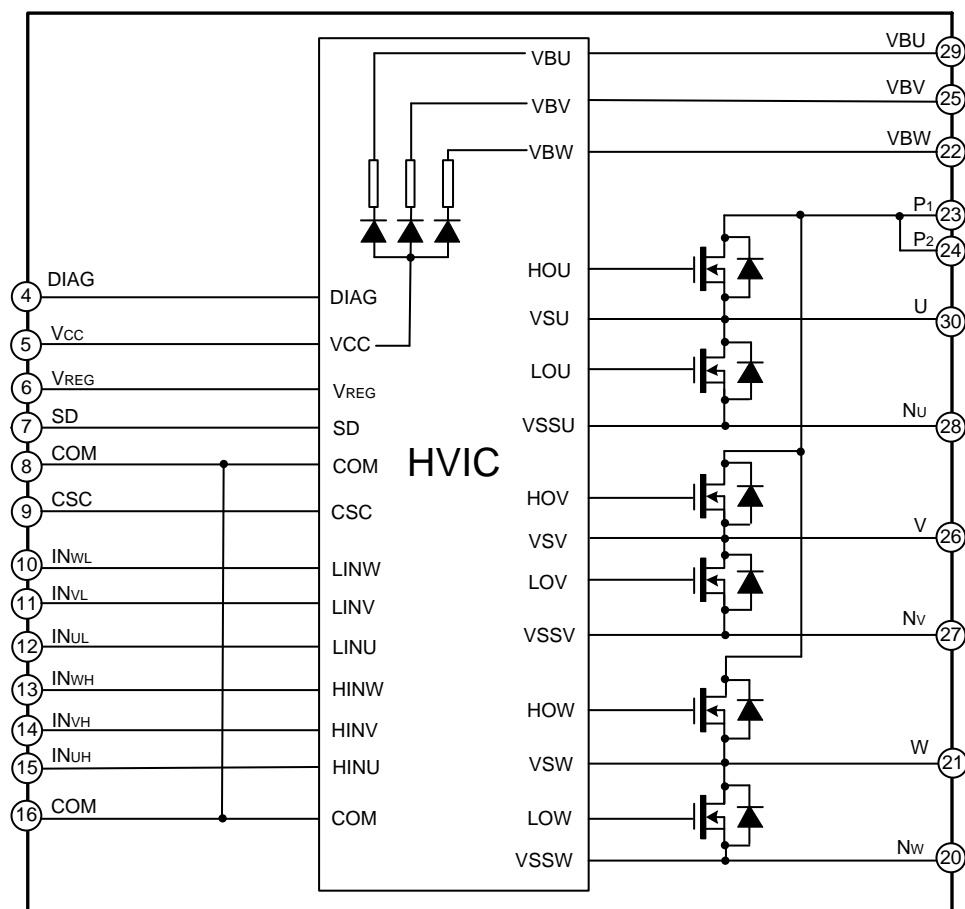 VBU
29
VBV
25
VBW
22
P1
23
P2
24
U
30
NU
28
V
26
NV
27
W
21
NW
20
4
DIAG
5
VCC
6
VREG
7
SD
8
COM
9
CSC
10
INWL
11
INVL
12
INUL
13
INWH
14
INVH
15
INUH
16
COM
HVIC
DIAG
VCC
VREG
SD
COM
CSC
LINW
LINV
LINU
HINW
HINV
HINU
COM
VBU
VBV
VBW
HOU
VSU
LOU
VSSU
HOV
VSV
LOV
VSSV
HOW
VSW
LOW
VSSW